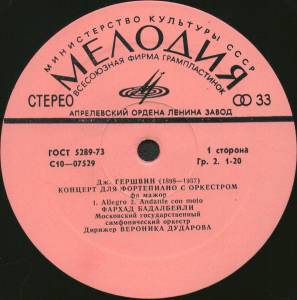 МИНИСТЕРСТВО КУЛЬТУРЫ СССР
МЕЛОДИЯ
ВСЕСОЮЗНАЯ ФИРМА ГРАМПЛАСТИНОК
СТЕРЕО
33
АПРЕЛЕВСКИЙ ОРДЕНА ЛЕНИНА ЗАВОД
ГОСТ 5289-73
1 сторона
С10—07529
Гр. 2. 1-20
Дж. ГЕРШВИН (1898—1937)
КОНЦЕРТ ДЛЯ ФОРТЕПИАНО С ОРКЕСТРОМ
фа мажор
1. Allegro 2. Andante con moto
ФАРХАД БАДАЛБЕЙЛИ
Московский государственный
симфонический оркестр
Дирижер ВЕРОНИКА ДУДАРОВА